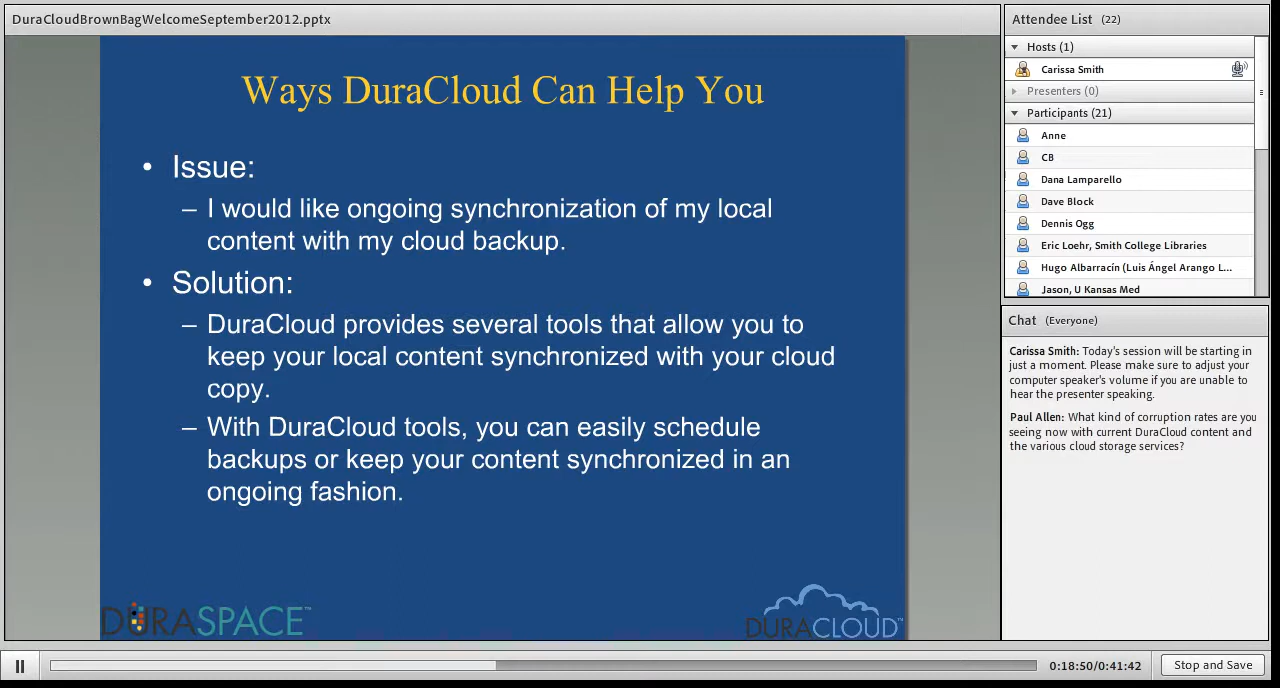 DuraCloudBrownBagWelcomeSeptember2012.pptx
Ways DuraCloud Can Help You
• Issue:
– I would like ongoing synchronization of my local
content with my cloud backup.
• Solution:
– DuraCloud provides several tools that allow you to
keep your local content synchronized with your cloud
copy.
– With DuraCloud tools, you can easily schedule
backups or keep your content synchronized in an
ongoing fashion.
DURASPACE™
DURACLOUD™
Attendee List (22)
Hosts (1)
Carissa Smith
Presenters (0)
Participants (21)
Anne
CB
Dana Lamparello
Dave Block
Dennis Ogg
Eric Loehr, Smith College Libraries
Hugo Albarracín (Luis Ángel Arango L...
Jason, U Kansas Med
Chat (Everyone)
Carissa Smith: Today's session will be starting in
just a moment. Please make sure to adjust your
computer speaker's volume if you are unable to
hear the presenter speaking.
Paul Allen: What kind of corruption rates are you
seeing now with current DuraCloud content and
the various cloud storage services?
0:18:50/0:41:42
Stop and Save